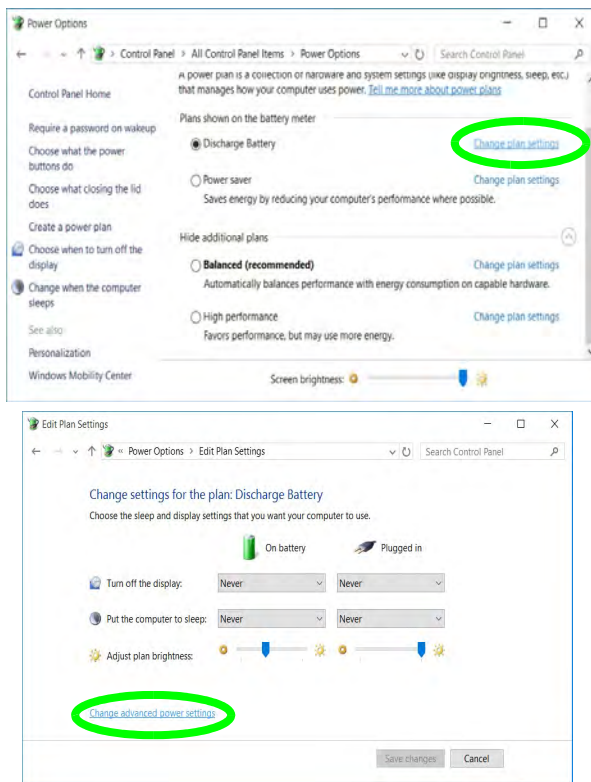 Power Options
Control Panel > All Control Panel Items > Power Options
Search Control Panel
Control Panel Home
Require a password on wakeup
Choose what the power
buttons do
Choose what closing the lid
does
Create a power plan
Choose when to turn off the
display
Change when the computer
sleeps
See also
Personalization
Windows Mobility Center
A power plan is a collection of hardware and system settings (like display brightness, sleep, etc.)
that manages how your computer uses power. Tell me more about power plans
Plans shown on the battery meter
Discharge Battery Change plan settings
Power saver Change plan settings
Saves energy by reducing your computer's performance where possible.
Hide additional plans
Balanced (recommended) Change plan settings
Automatically balances performance with energy consumption on capable hardware.
High performance Change plan settings
Favors performance, but may use more energy.
Screen brightness:
Edit Plan Settings
« Power Options > Edit Plan Settings
Search Control Panel
Change settings for the plan: Discharge Battery
Choose the sleep and display settings that you want your computer to use.
On battery Plugged in
Turn off the display: Never Never
Put the computer to sleep: Never Never
Adjust plan brightness:
Change advanced power settings
Save changes Cancel